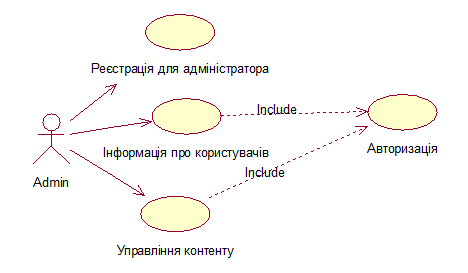 Реєстрація для адміністратора
Include
Інформація про користувачів
Авторизація
Include
Admin
Управління контенту